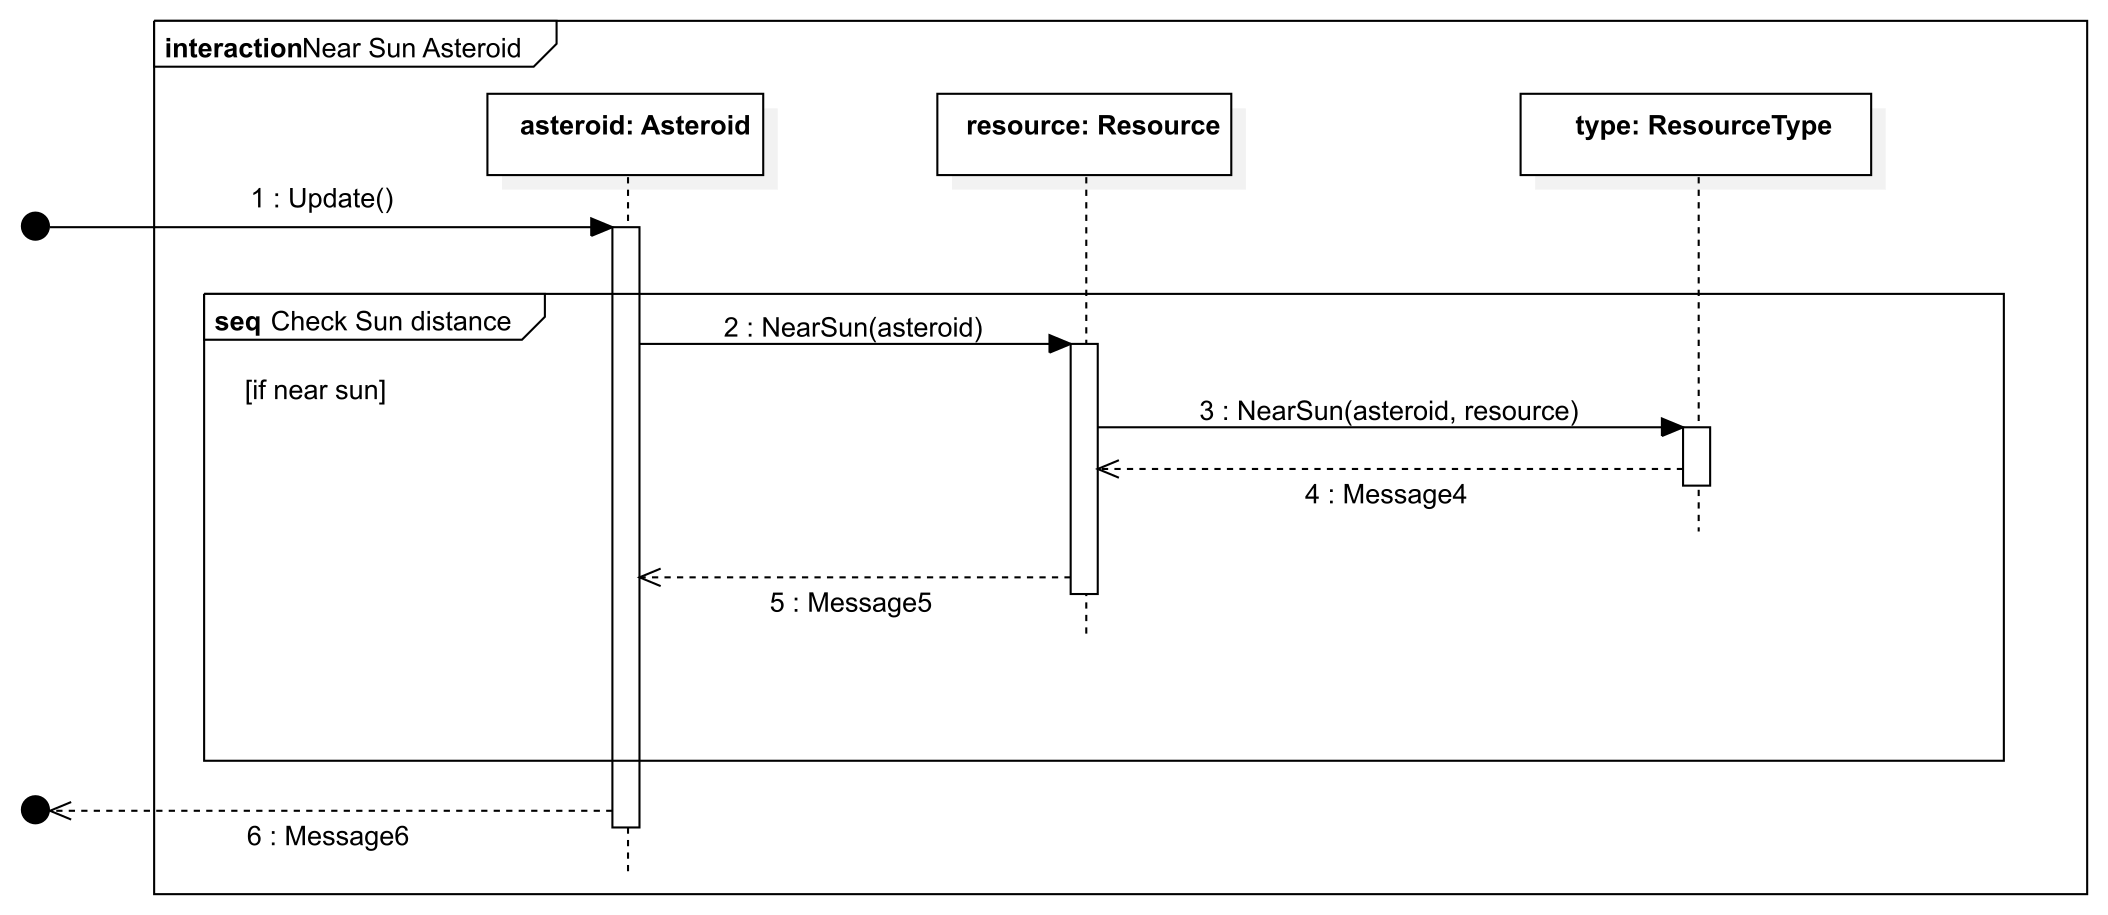 interactionNear Sun Asteroid
asteroid: Asteroid
resource: Resource
type: ResourceType
1 : Update()
seq Check Sun distance
2 : NearSun(asteroid)
[if near sun]
3 : NearSun(asteroid, resource)
4 : Message4
5 : Message5
6 : Message6